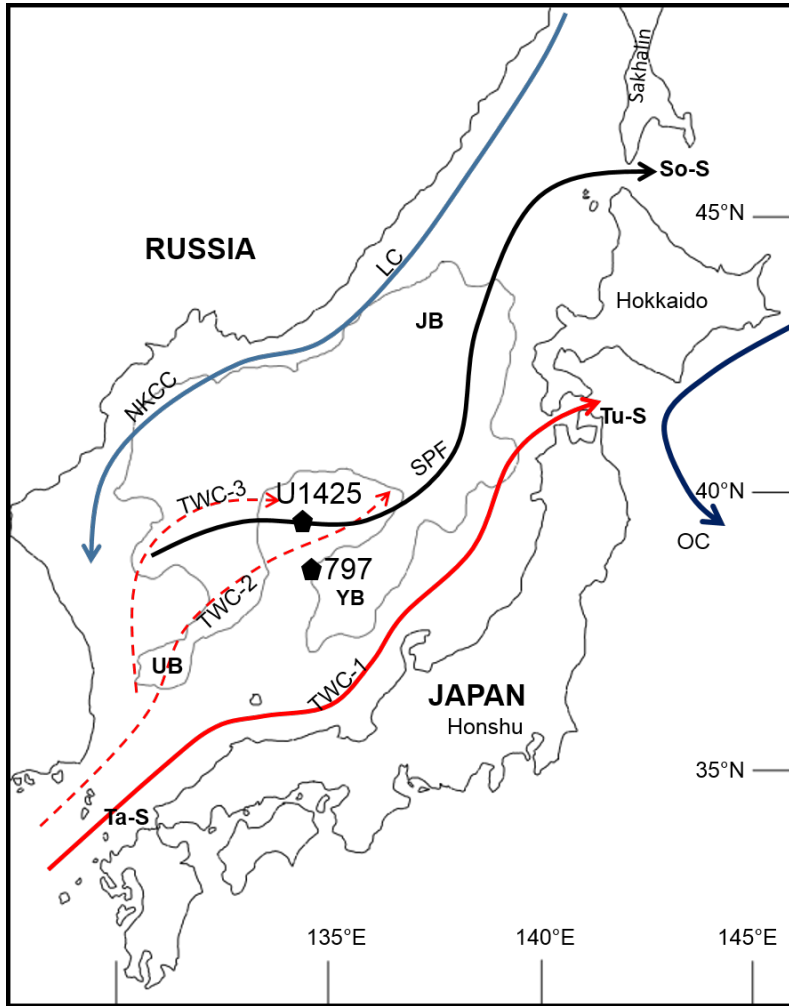 Sakhalin
So-S
45°N
RUSSIA
LC
Hokkaido
JB
NKCC
Tu-S
SPF
TWC-3
U1425
40°N
OC
797
TWC-2
YB
UB
TWC-1
JAPAN
Honshu
35°N
Ta-S
135°E
140°E
145°E